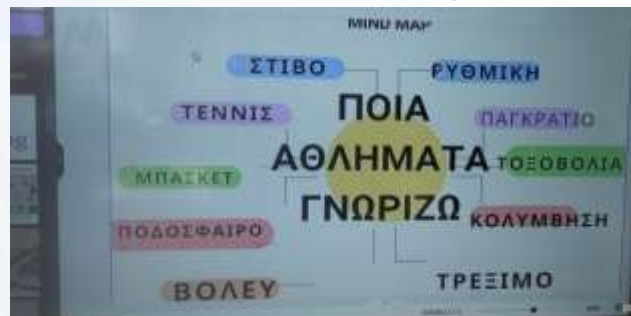 MIND MAP
ΣΤΙΒΟ
ΡΥΘΜΙΚΗ
ΤΕΝΝΙΣ
ΠΑΓΚΡΑΤΙΟ
ΠΟΙΑ
ΑΘΛΗΜΑΤΑ
ΓΝΩΡΙΖΩ
ΜΠΑΣΚΕΤ
ΤΟΞΟΒΟΛΙΑ
ΠΟΔΟΣΦΑΙΡΟ
ΚΟΛΥΜΒΗΣΗ
ΒΟΛΕΥ
ΤΡΕΞΙΜΟ